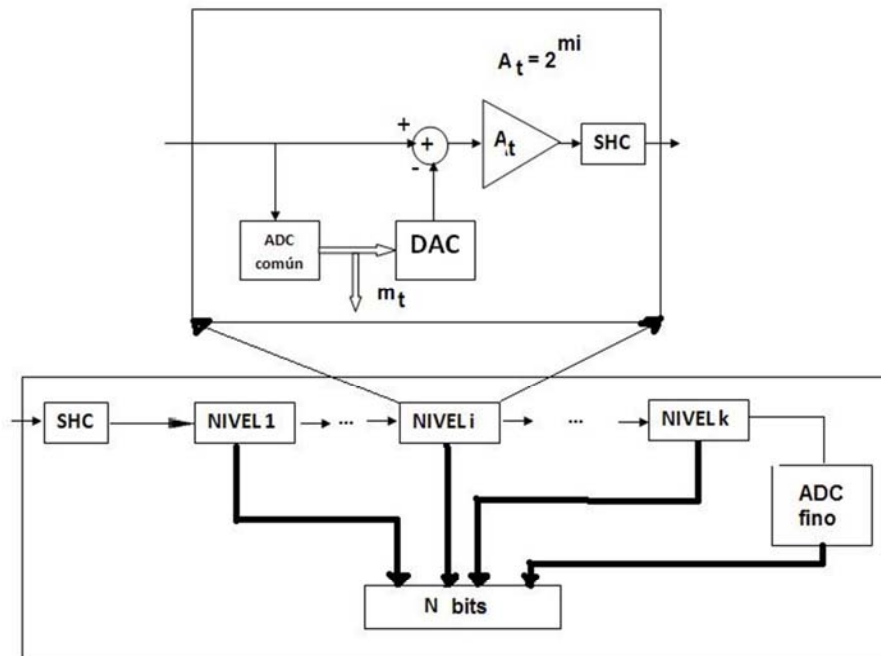 A t = 2 mi
+
+
-
A t
SHC
ADC
común
DAC
m t
SHC
NIVEL 1
...
NIVEL i
...
NIVEL k
ADC
fino
N bits